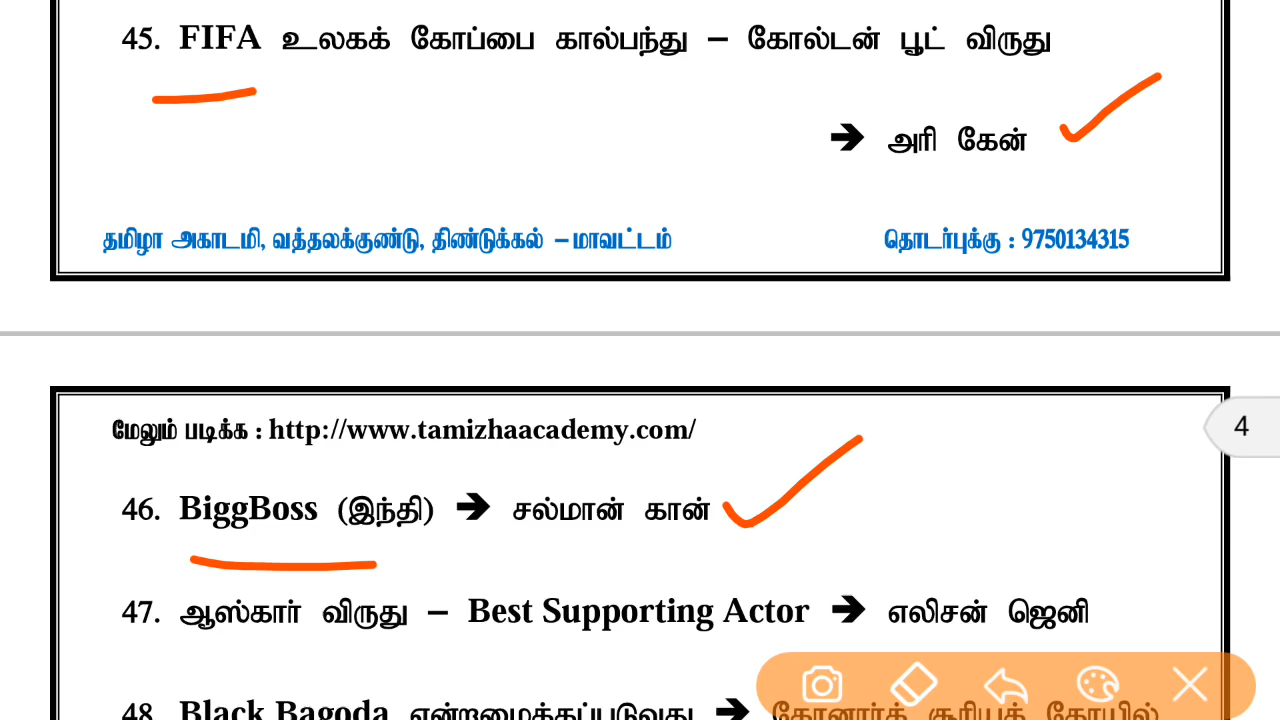 45. FIFA உலகக் கோப்பை கால்பந்து – கோல்டன் பூட் விருது
➔ அரி கேன்
தமிழா அகாடமி, வத்தலக்குண்டு, திண்டுக்கல் – மாவட்டம் தொடர்புக்கு : 9750134315
மேலும் படிக்க : http://www.tamizhaacademy.com/
4
46. BiggBoss (இந்தி) ➔ சல்மான் கான்
47. ஆஸ்கார் விருது – Best Supporting Actor ➔ எலிசன் ஜெனி
48. Black Bagoda என்றழைக்கப்படுவது ➔ கோனார்க் சூரியக் கோயில்